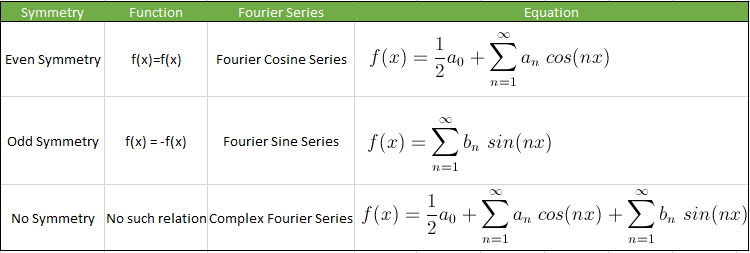 Symmetry Function Fourier Series Equation
Even Symmetry f(x)=f(x) Fourier Cosine Series f(x) = \frac{1}{2}a_0 + \sum_{n=1}^{\infty} a_n cos(nx)
Odd Symmetry f(x) = -f(x) Fourier Sine Series f(x) = \sum_{n=1}^{\infty} b_n sin(nx)
No Symmetry No such relation Complex Fourier Series f(x) = \frac{1}{2}a_0 + \sum_{n=1}^{\infty} a_n cos(nx) + \sum_{n=1}^{\infty} b_n sin(nx)